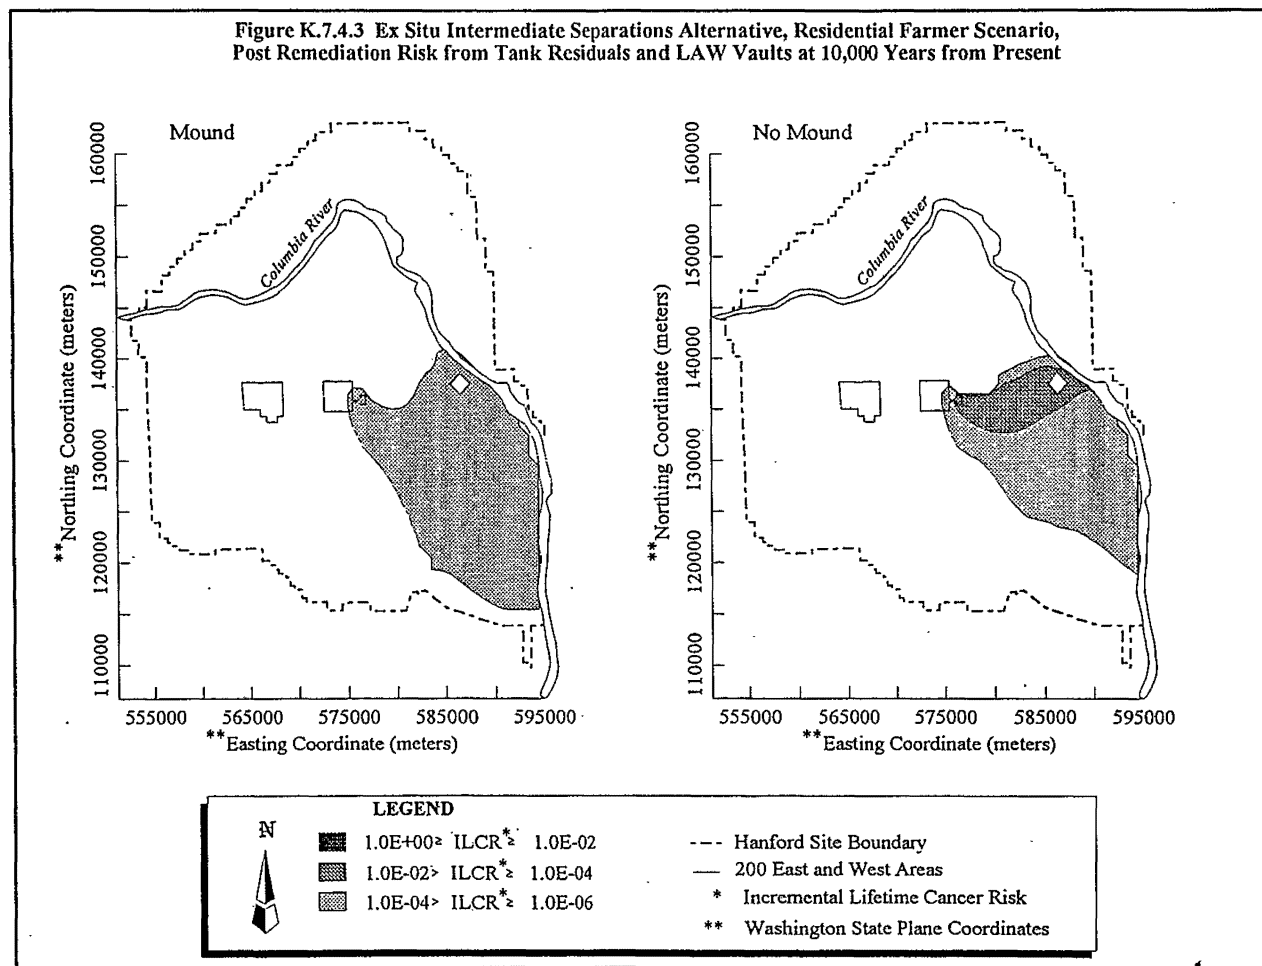 Figure K.7.4.3 Ex Situ Intermediate Separations Alternative, Residential Farmer Scenario,
Post Remediation Risk from Tank Residuals and LAW Vaults at 10,000 Years from Present
Mound
160000
150000
140000
130000
120000
110000
**Northing Coordinate (meters)
Columbia River
555000 565000 575000 585000 595000
**Easting Coordinate (meters)
No Mound
160000
150000
140000
130000
120000
110000
**Northing Coordinate (meters)
Columbia River
555000 565000 575000 585000 595000
**Easting Coordinate (meters)
LEGEND
N
1.0E+00≥ ILCR*≥ 1.0E-02
1.0E-02> ILCR*≥ 1.0E-04
1.0E-04> ILCR*≥ 1.0E-06
Hanford Site Boundary
200 East and West Areas
* Incremental Lifetime Cancer Risk
** Washington State Plane Coordinates